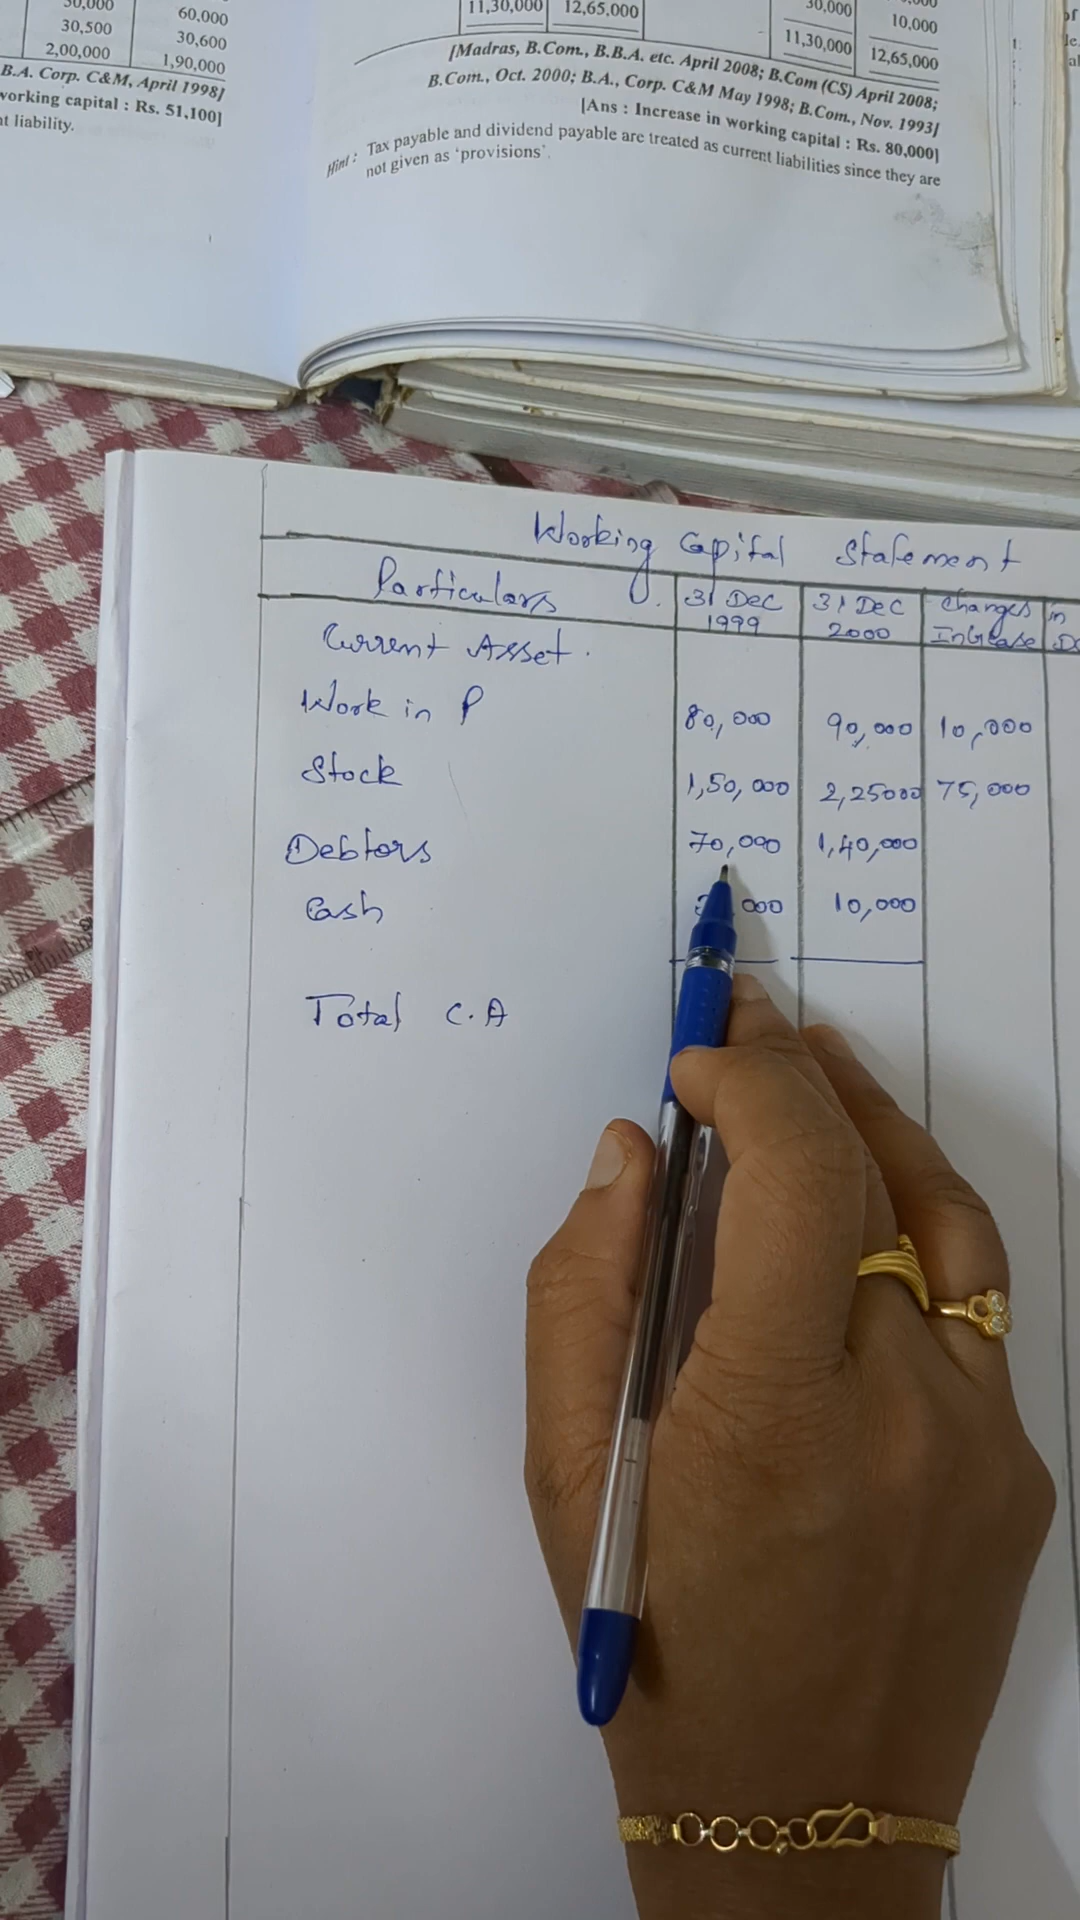 60,000
30,500 30,600
2,00,000 1,90,000
B.A. Corp. C&M, April 1998]
working capital : Rs. 51,100]
liability.
11,30,000 12,65,000 30,000 10,000
11,30,000 12,65,000
[Madras, B.Com., B.B.A. etc. April 2008; B.Com (CS) April 2008;
B.Com., Oct. 2000; B.A., Corp. C&M May 1998; B.Com., Nov. 1993]
[Ans : Increase in working capital : Rs. 80,000]
Hint : Tax payable and dividend payable are treated as current liabilities since they are
not given as 'provisions'.
Working Capital Statement
Particulars 31 Dec 1999 31 Dec 2000 Changes in
Increase
Current Asset.
Work in P 80,000 90,000 10,000
Stock 1,50,000 2,25000 75,000
Debtors 70,000 1,40,000
Cash 000 10,000
Total C.A